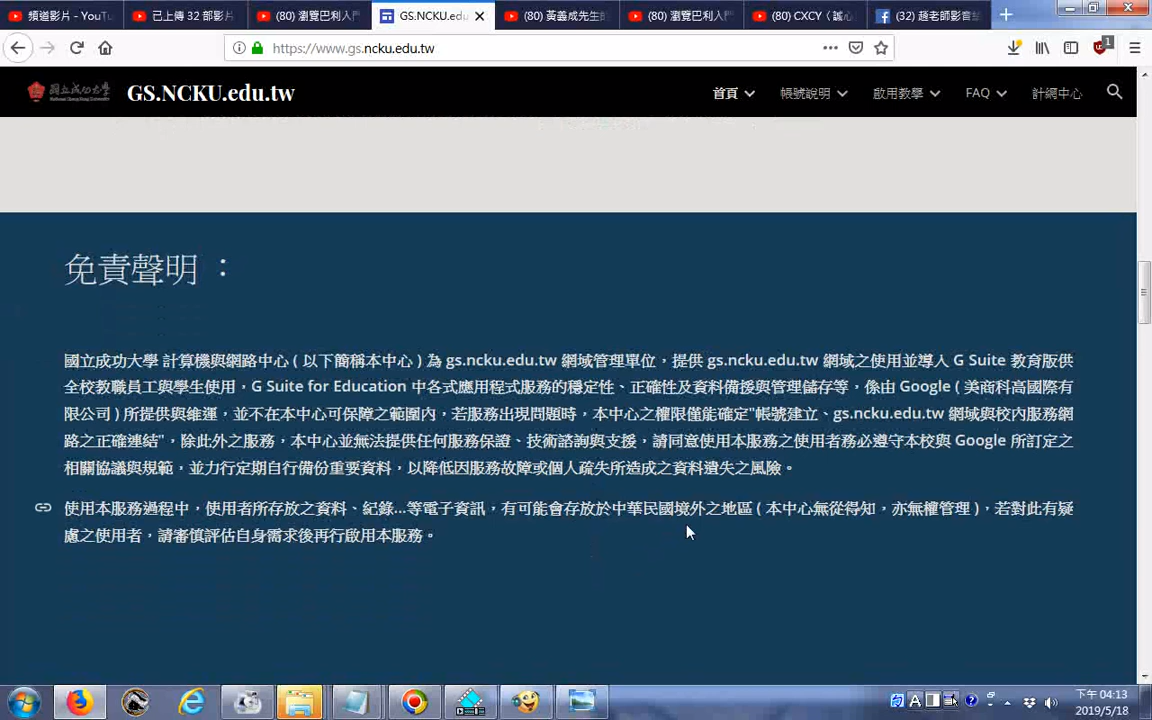 頻道影片 - YouTu
已上傳 32 部影片
(80) 瀏覽巴利入門
GS.NCKU.edu
(80) 黃義成先生的
(80) 瀏覽巴利入門
(80) CXCY《誠心
(32) 趙老師影音
https://www.gs.ncku.edu.tw
1
國立成功大學
GS.NCKU.edu.tw
首頁
帳號說明
啟用教學
FAQ
計網中心
免責聲明 ：
國立成功大學 計算機與網路中心 ( 以下簡稱本中心 ) 為 gs.ncku.edu.tw 網域管理單位，提供 gs.ncku.edu.tw 網域之使用並導入 G Suite 教育版供
全校教職員工與學生使用，G Suite for Education 中各式應用程式服務的穩定性、正確性及資料備援與管理儲存等，係由 Google ( 美商科高國際有
限公司 ) 所提供與維運，並不在本中心可保障之範圍內，若服務出現問題時，本中心之權限僅能確定"帳號建立、gs.ncku.edu.tw 網域與校內服務網
路之正確連結"，除此外之服務，本中心並無法提供任何服務保證、技術諮詢與支援，請同意使用本服務之使用者務必遵守本校與 Google 所訂定之
相關協議與規範，並力行定期自行備份重要資料，以降低因服務故障或個人疏失所造成之資料遺失之風險。
使用本服務過程中，使用者所存放之資料、紀錄...等電子資訊，有可能會存放於中華民國境外之地區 ( 本中心無從得知，亦無權管理 )，若對此有疑
慮之使用者，請審慎評估自身需求後再行啟用本服務。
下午 04:13
2019/5/18